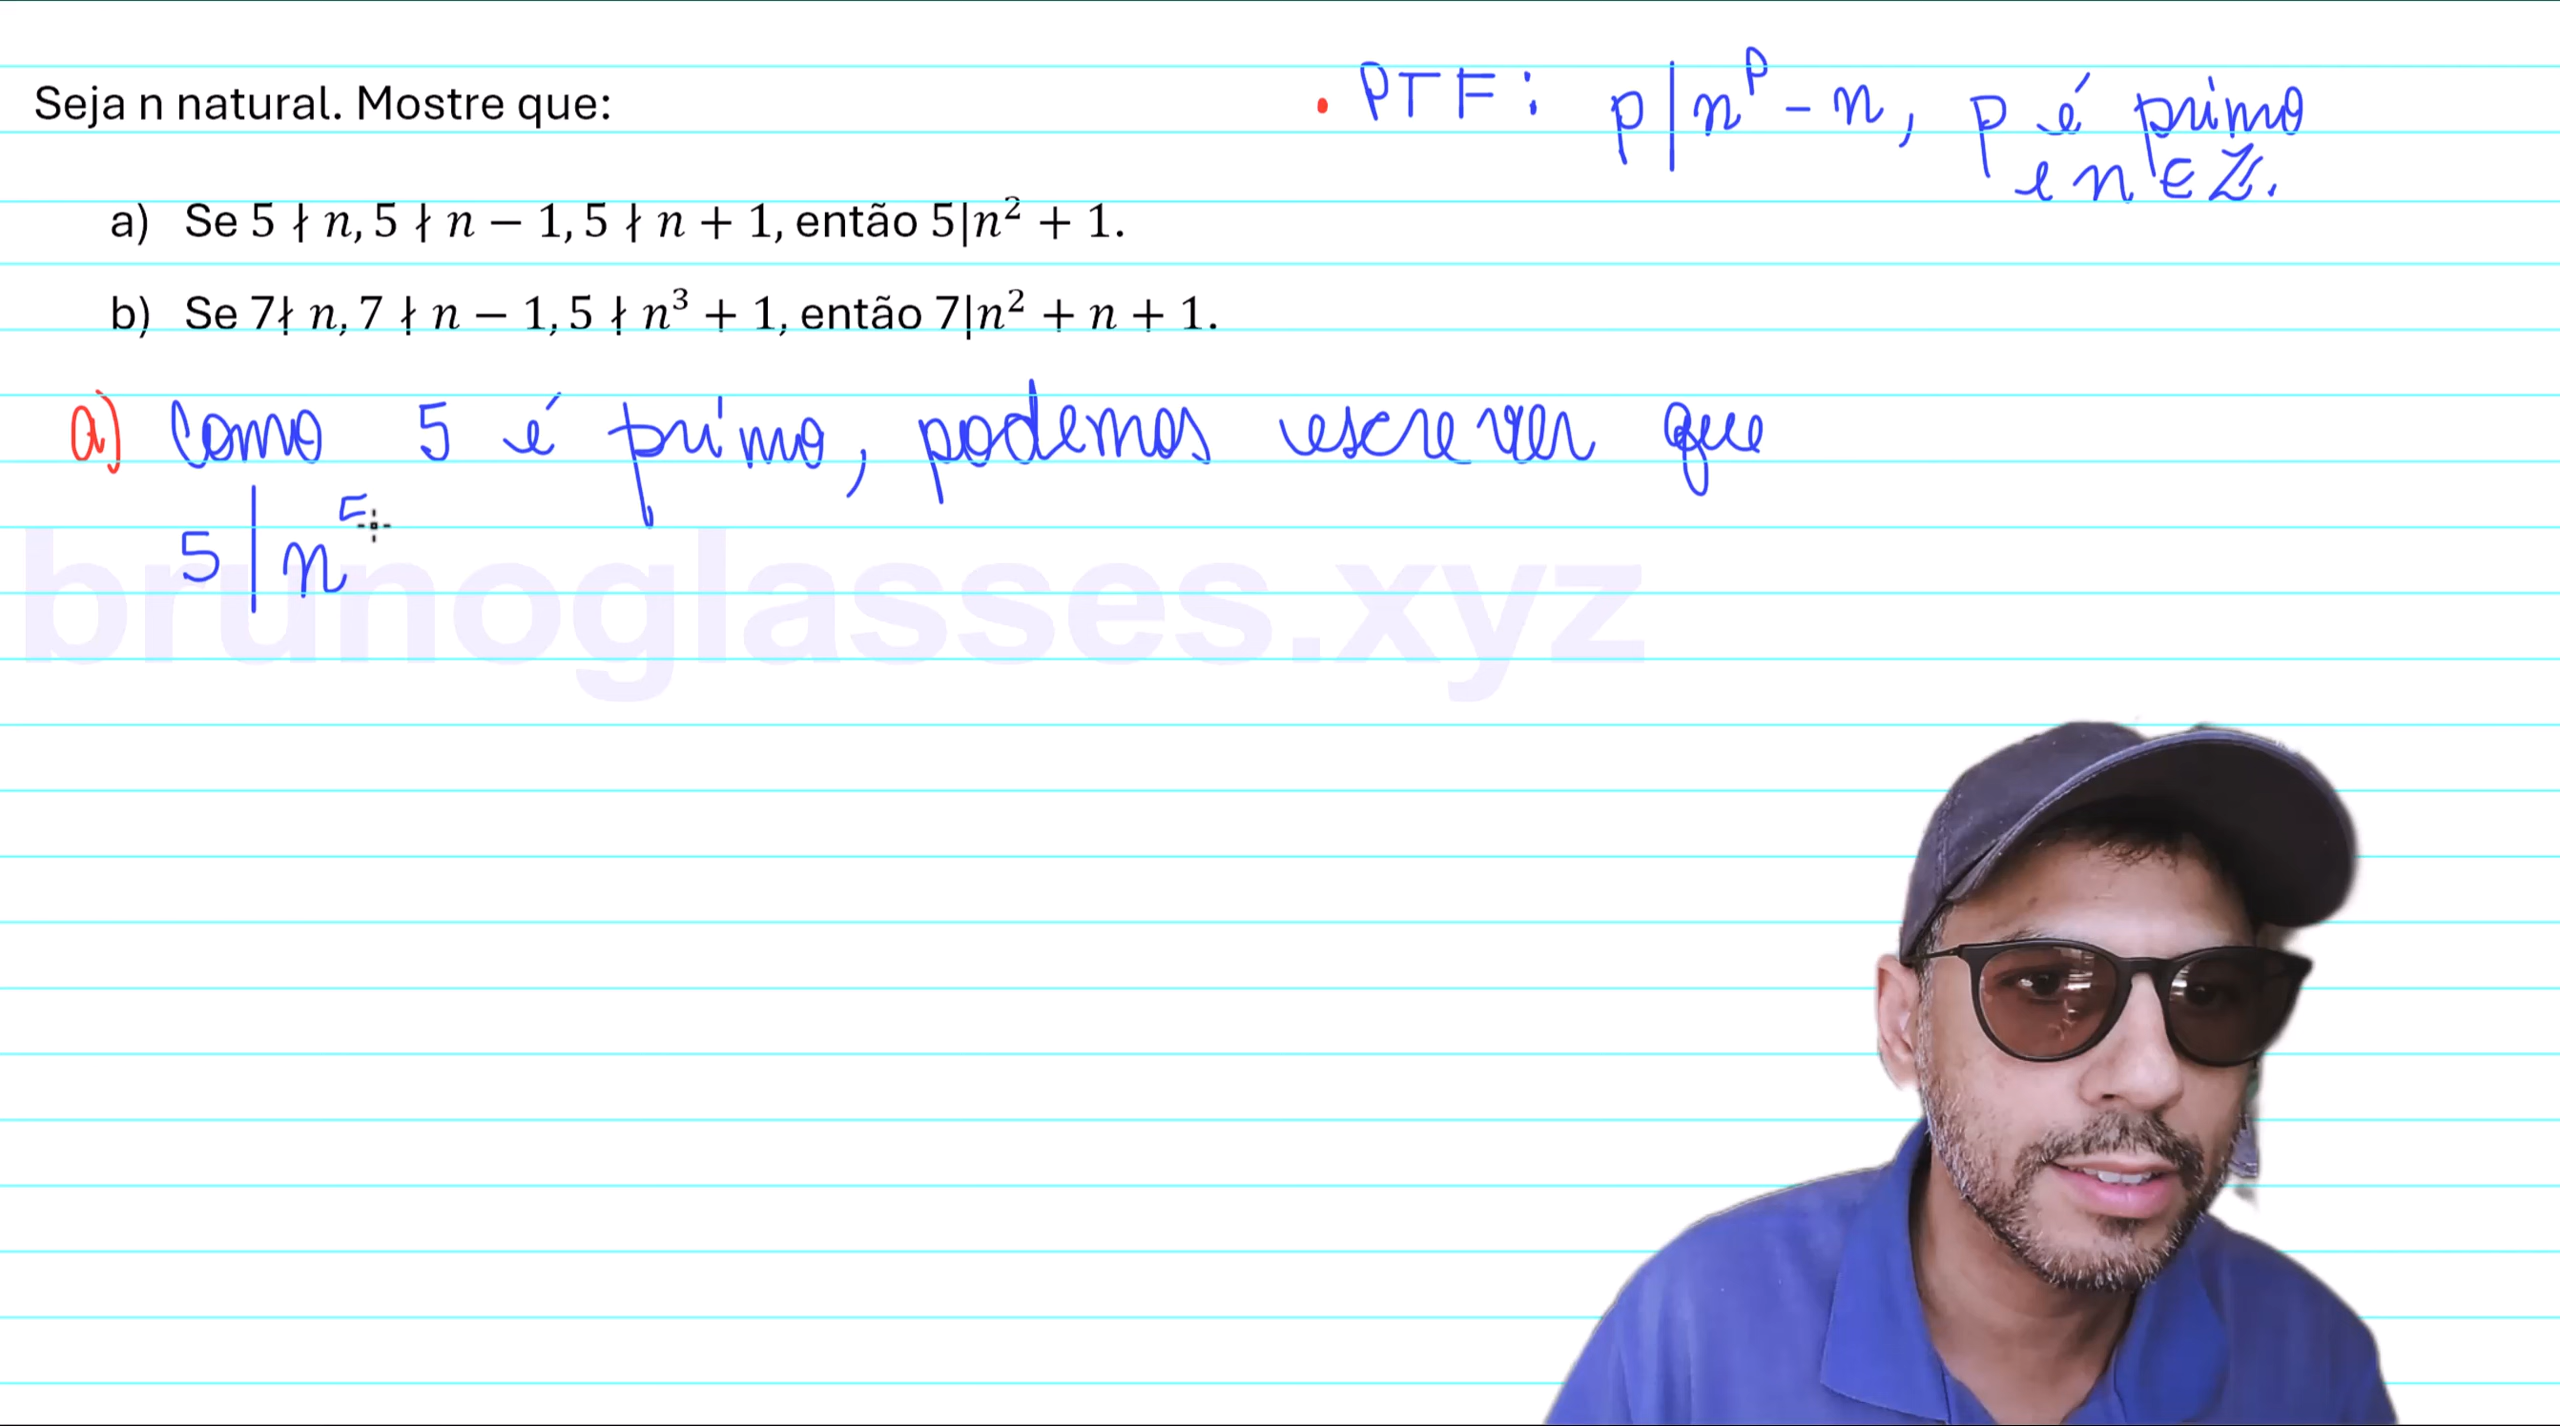 Seja n natural. Mostre que:
• PTF: p|n^p - n, p é primo
e n ∈ ℤ.
a) Se 5 ∤ n, 5 ∤ n − 1, 5 ∤ n + 1, então 5|n² + 1.
b) Se 7∤ n, 7 ∤ n − 1, 5 ∤ n³ + 1, então 7|n² + n + 1.
a) Como 5 é primo, podemos escrever que
5|n⁵
brunoglasses.xyz